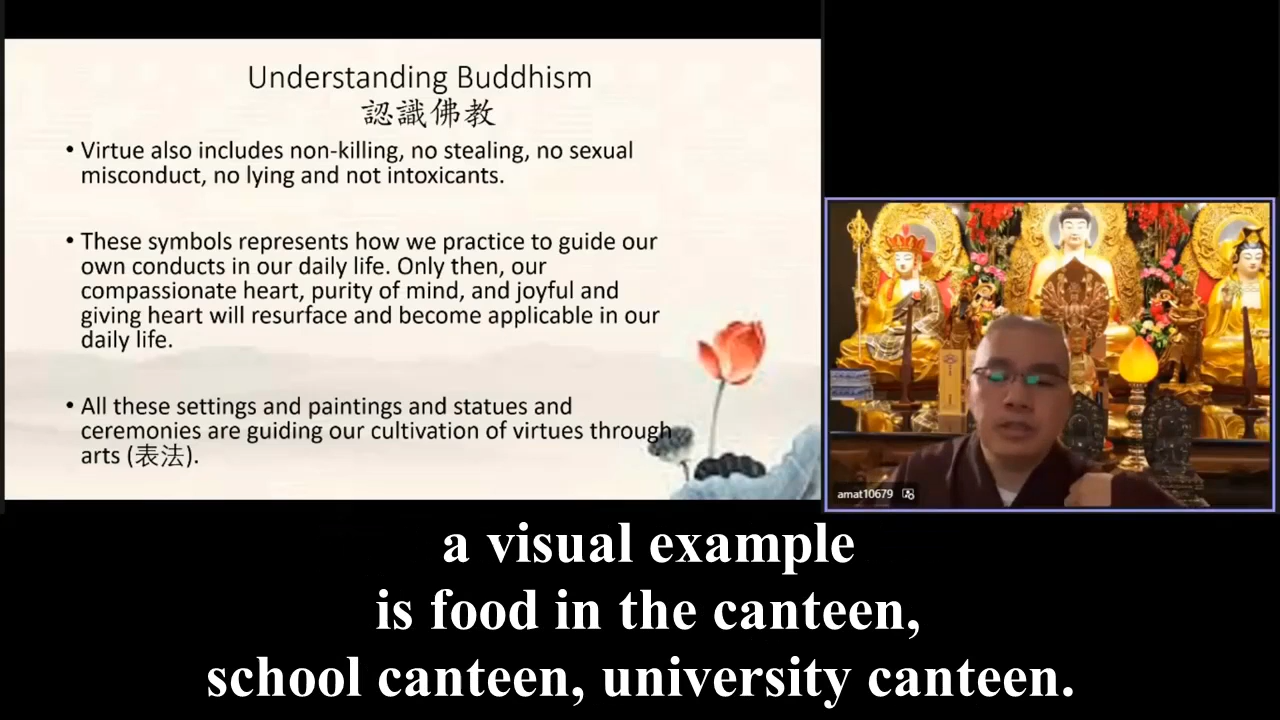 Understanding Buddhism
認識佛教
• Virtue also includes non-killing, no stealing, no sexual
misconduct, no lying and not intoxicants.
• These symbols represents how we practice to guide our
own conducts in our daily life. Only then, our
compassionate heart, purity of mind, and joyful and
giving heart will resurface and become applicable in our
daily life.
• All these settings and paintings and statues and
ceremonies are guiding our cultivation of virtues through
arts (表法).
amat10679
a visual example
is food in the canteen,
school canteen, university canteen.